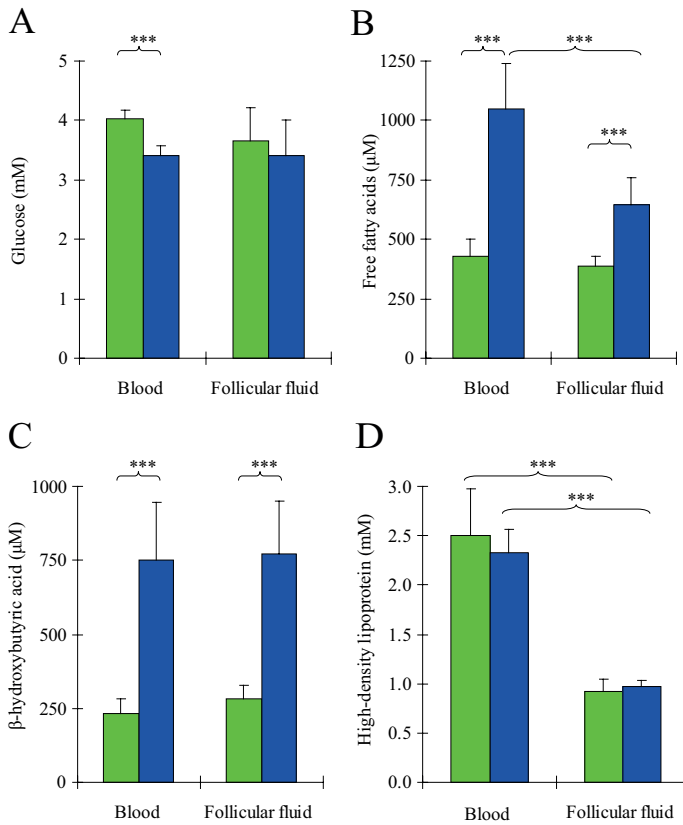 A
***
5
4
3
2
1
0
Glucose (mM)
Blood
Follicular fluid
B
***
***
***
1250
1000
750
500
250
0
Free fatty acids (μM)
Blood
Follicular fluid
C
***
***
1000
750
500
250
0
β-hydroxybutyric acid (μM)
Blood
Follicular fluid
D
***
***
3.0
2.5
2.0
1.5
1.0
0.5
0.0
High-density lipoprotein (mM)
Blood
Follicular fluid